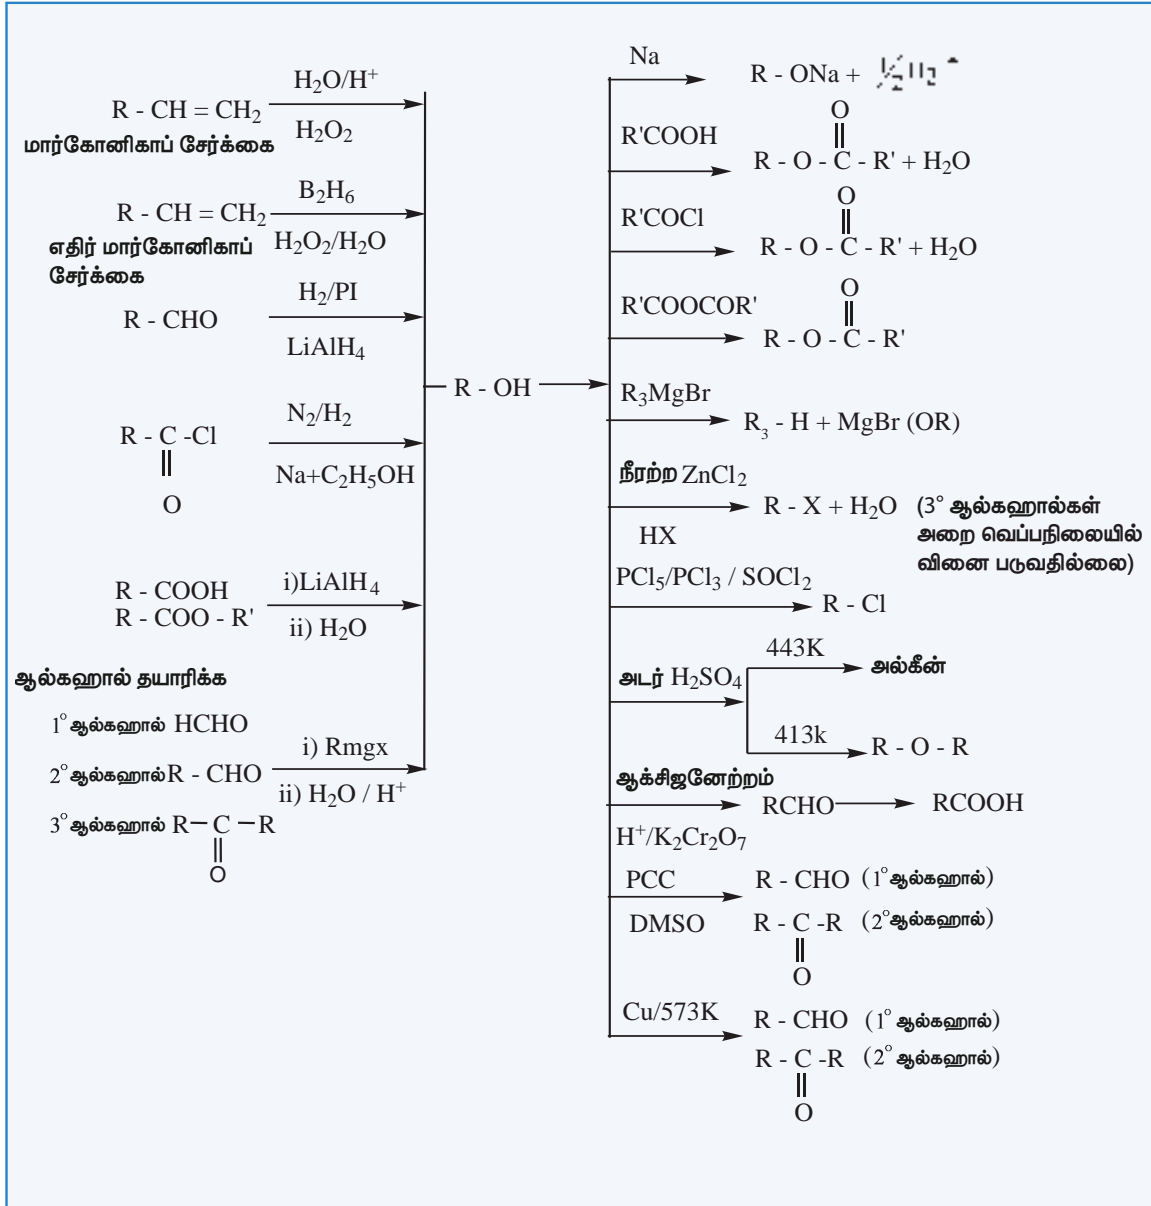 H₂O/H⁺
R - CH = CH₂
மார்கோனிகாப் சேர்க்கை
H₂O₂
B₂H₆
R - CH = CH₂
எதிர் மார்கோனிகாப்
சேர்க்கை
H₂O₂/H₂O
H₂/PI
R - CHO
LiAlH₄
N₂/H₂
R - C -Cl
O
Na+C₂H₅OH
R - COOH
R - COO - R'
i)LiAlH₄
ii) H₂O
ஆல்கஹால் தயாரிக்க
1° ஆல்கஹால் HCHO
2° ஆல்கஹால் R - CHO
3° ஆல்கஹால் R — C — R
O
i) Rmgx
ii) H₂O / H⁺
R - OH
Na
R - ONa +
R'COOH
O
R - O - C - R' + H₂O
R'COCl
O
R - O - C - R' + H₂O
R'COOCOR'
O
R - O - C - R'
R₃MgBr
R₃ - H + MgBr (OR)
நீரற்ற ZnCl₂
HX
R - X + H₂O (3° ஆல்கஹால்கள்
அறை வெப்பநிலையில்
வினை படுவதில்லை)
PCl₅/PCl₃ / SOCl₂
R - Cl
அடர் H₂SO₄
443K
அல்கீன்
413k
R - O - R
ஆக்சிஜனேற்றம்
H⁺/K₂Cr₂O₇
RCHO
RCOOH
PCC
DMSO
R - CHO (1° ஆல்கஹால்)
R - C -R (2° ஆல்கஹால்)
O
Cu/573K
R - CHO (1° ஆல்கஹால்)
R - C -R (2° ஆல்கஹால்)
O